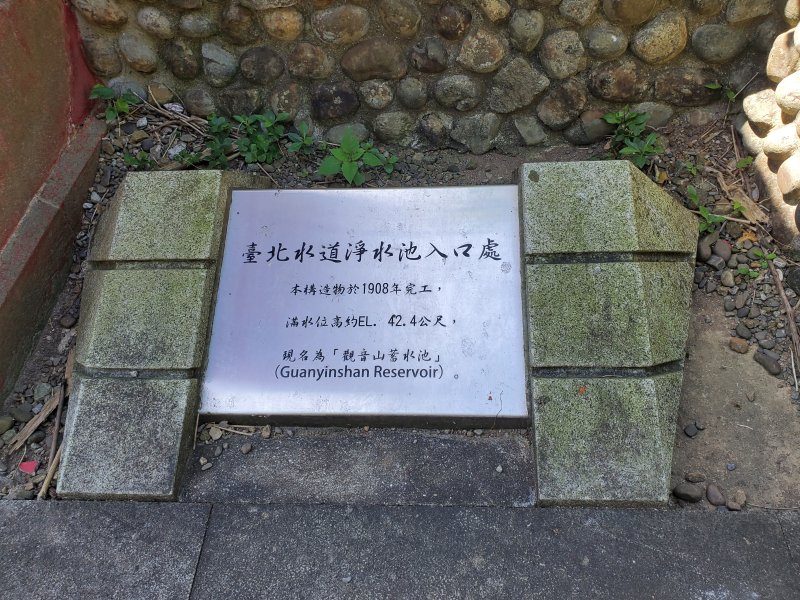 臺北水道淨水池入口處
本構造物於1908年完工，
滿水位高約EL. 42.4公尺，
現名為「觀音山蓄水池」
（Guanyinshan Reservoir）。